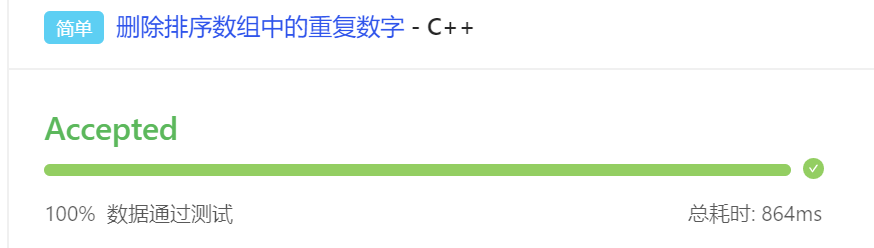 简单 删除排序数组中的重复数字 - C++
Accepted
100% 数据通过测试 总耗时: 864ms